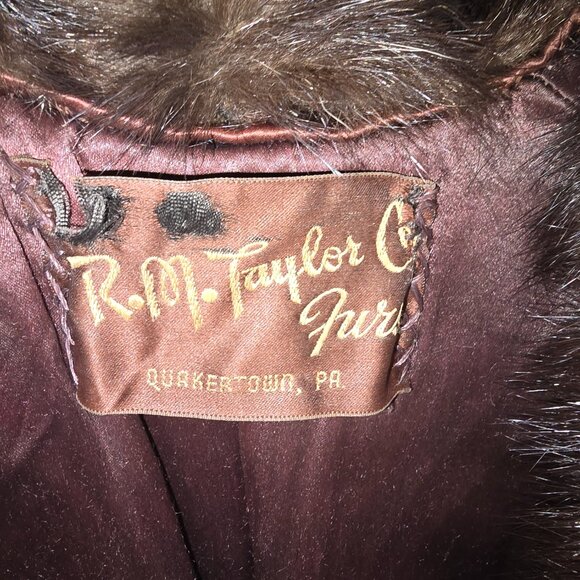 R.M. Taylor Co.
Furs
QUAKERTOWN, PA.